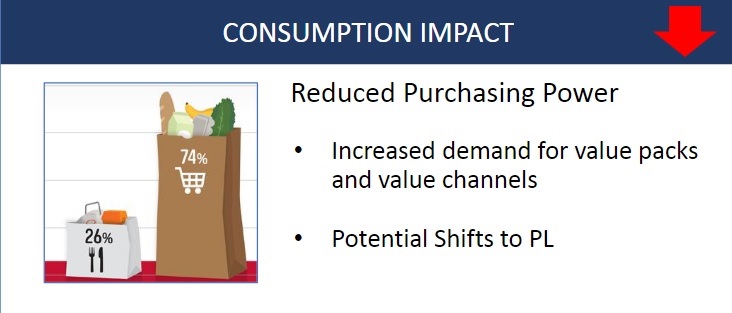 CONSUMPTION IMPACT
Reduced Purchasing Power
• Increased demand for value packs
and value channels
• Potential Shifts to PL
74%
26%